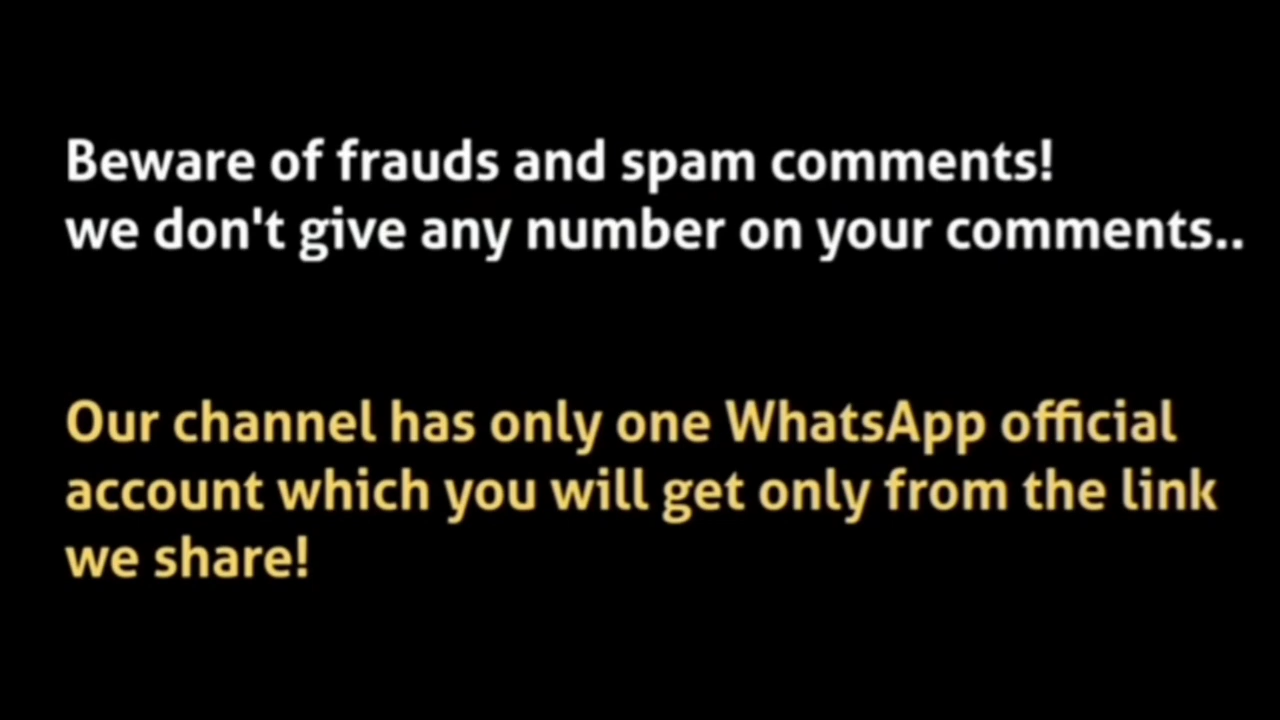 Beware of frauds and spam comments!
we don't give any number on your comments..
Our channel has only one WhatsApp official
account which you will get only from the link
we share!